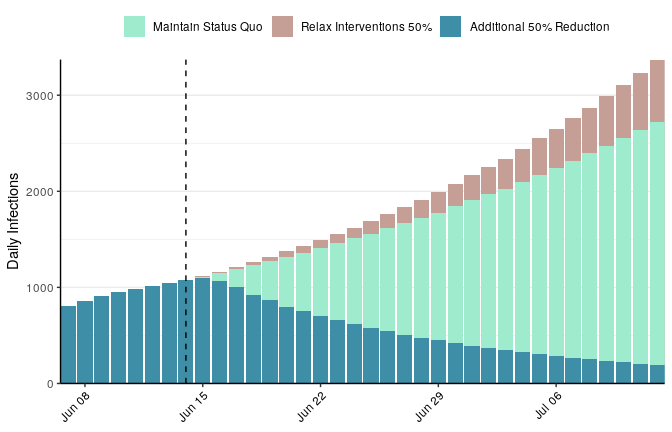 Maintain Status Quo Relax Interventions 50% Additional 50% Reduction
Daily Infections
3000
2000
1000
0
Jun 08 Jun 15 Jun 22 Jun 29 Jul 06